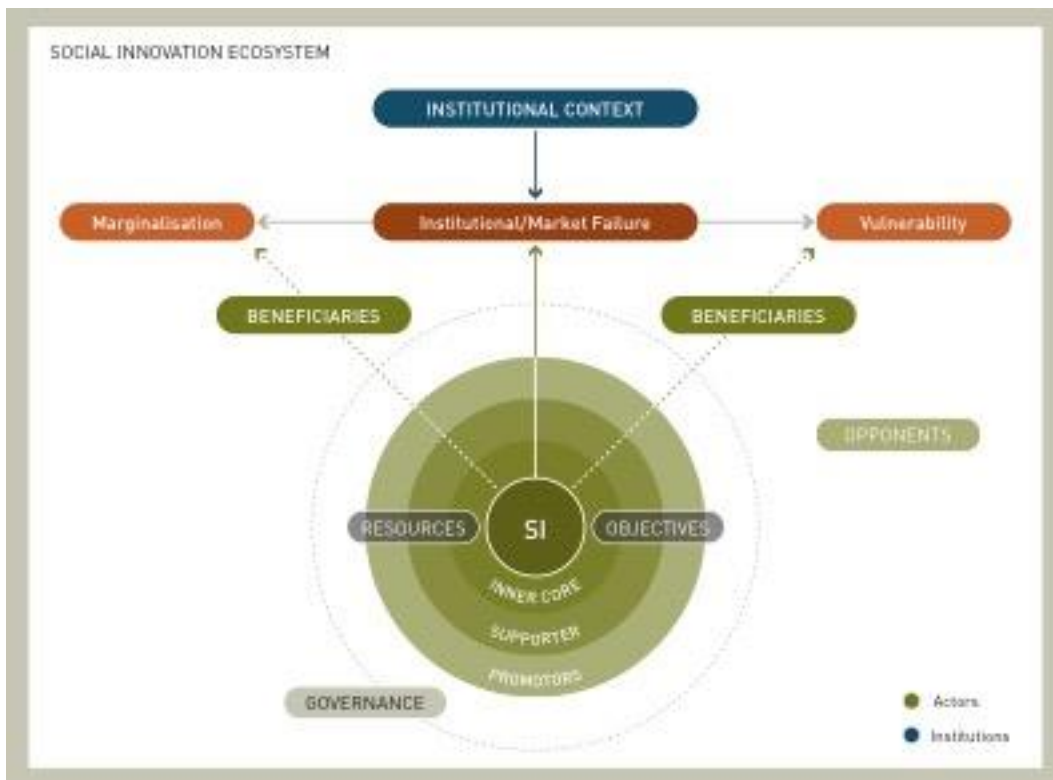 SOCIAL INNOVATION ECOSYSTEM
INSTITUTIONAL CONTEXT
Marginalisation
Institutional/Market Failure
Vulnerability
BENEFICIARIES
BENEFICIARIES
OPPONENTS
RESOURCES
SI
OBJECTIVES
INNER CORE
SUPPORTER
PROMOTORS
GOVERNANCE
Actors
Institutions